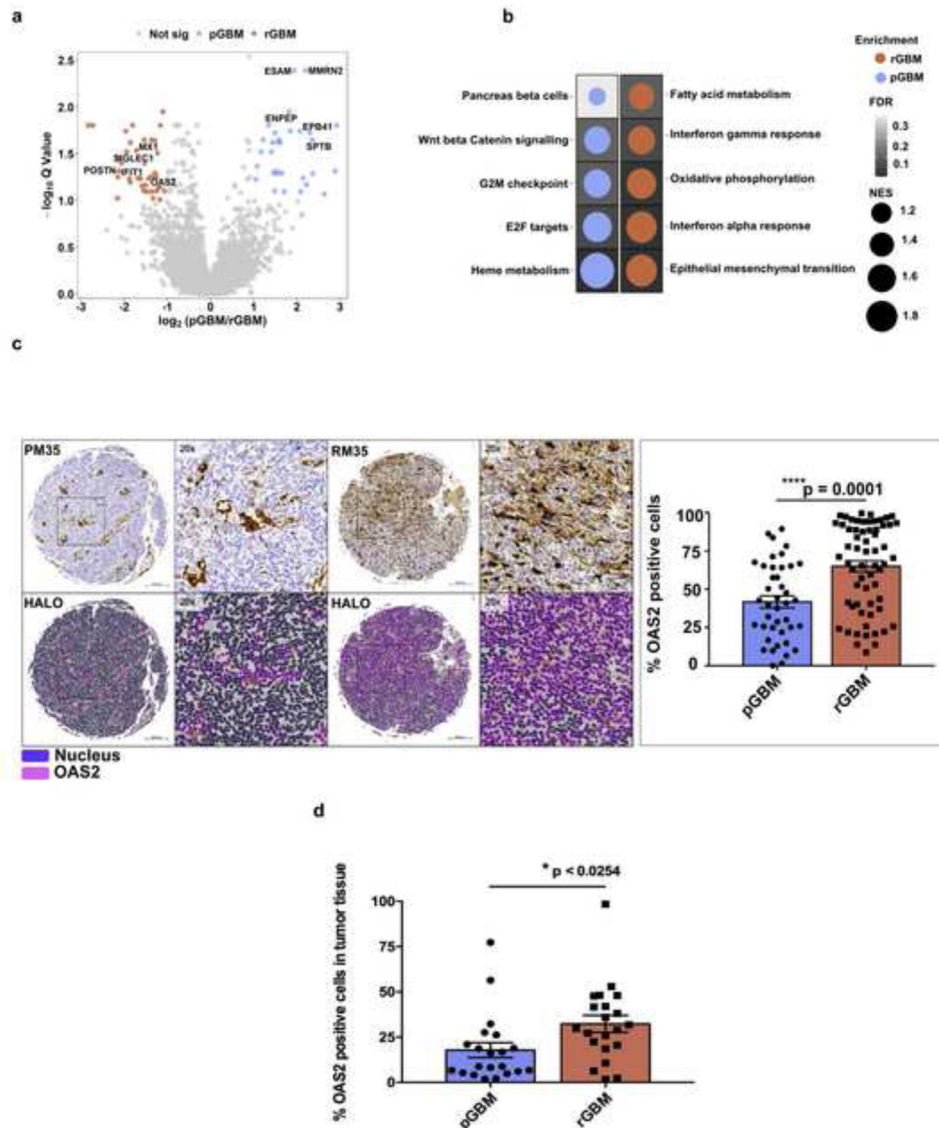 a
Not sig pGBM rGBM
2.5
2.0
1.5
1.0
0.5
0.0
ESAM MMRN2
ENPEP
EPB41
MX1
SPTB
SIGLEC1
POSTN IFIT1
OAS2
-3 -2 -1 0 1 2 3
- log10 Q Value
log2 (pGBM/rGBM)
b
Pancreas beta cells
Wnt beta Catenin signalling
G2M checkpoint
E2F targets
Heme metabolism
Fatty acid metabolism
Interferon gamma response
Oxidative phosphorylation
Interferon alpha response
Epithelial mesenchymal transition
Enrichment
rGBM
pGBM
FDR
0.3
0.2
0.1
NES
1.2
1.4
1.6
1.8
c
PM35 20x RM35 20x
HALO 20x HALO 20x
Nucleus
OAS2
****p = 0.0001
% OAS2 positive cells
100
75
50
25
0
pGBM
rGBM
d
* p < 0.0254
% OAS2 positive cells in tumor tissue
100
75
50
25
0
pGBM
rGBM